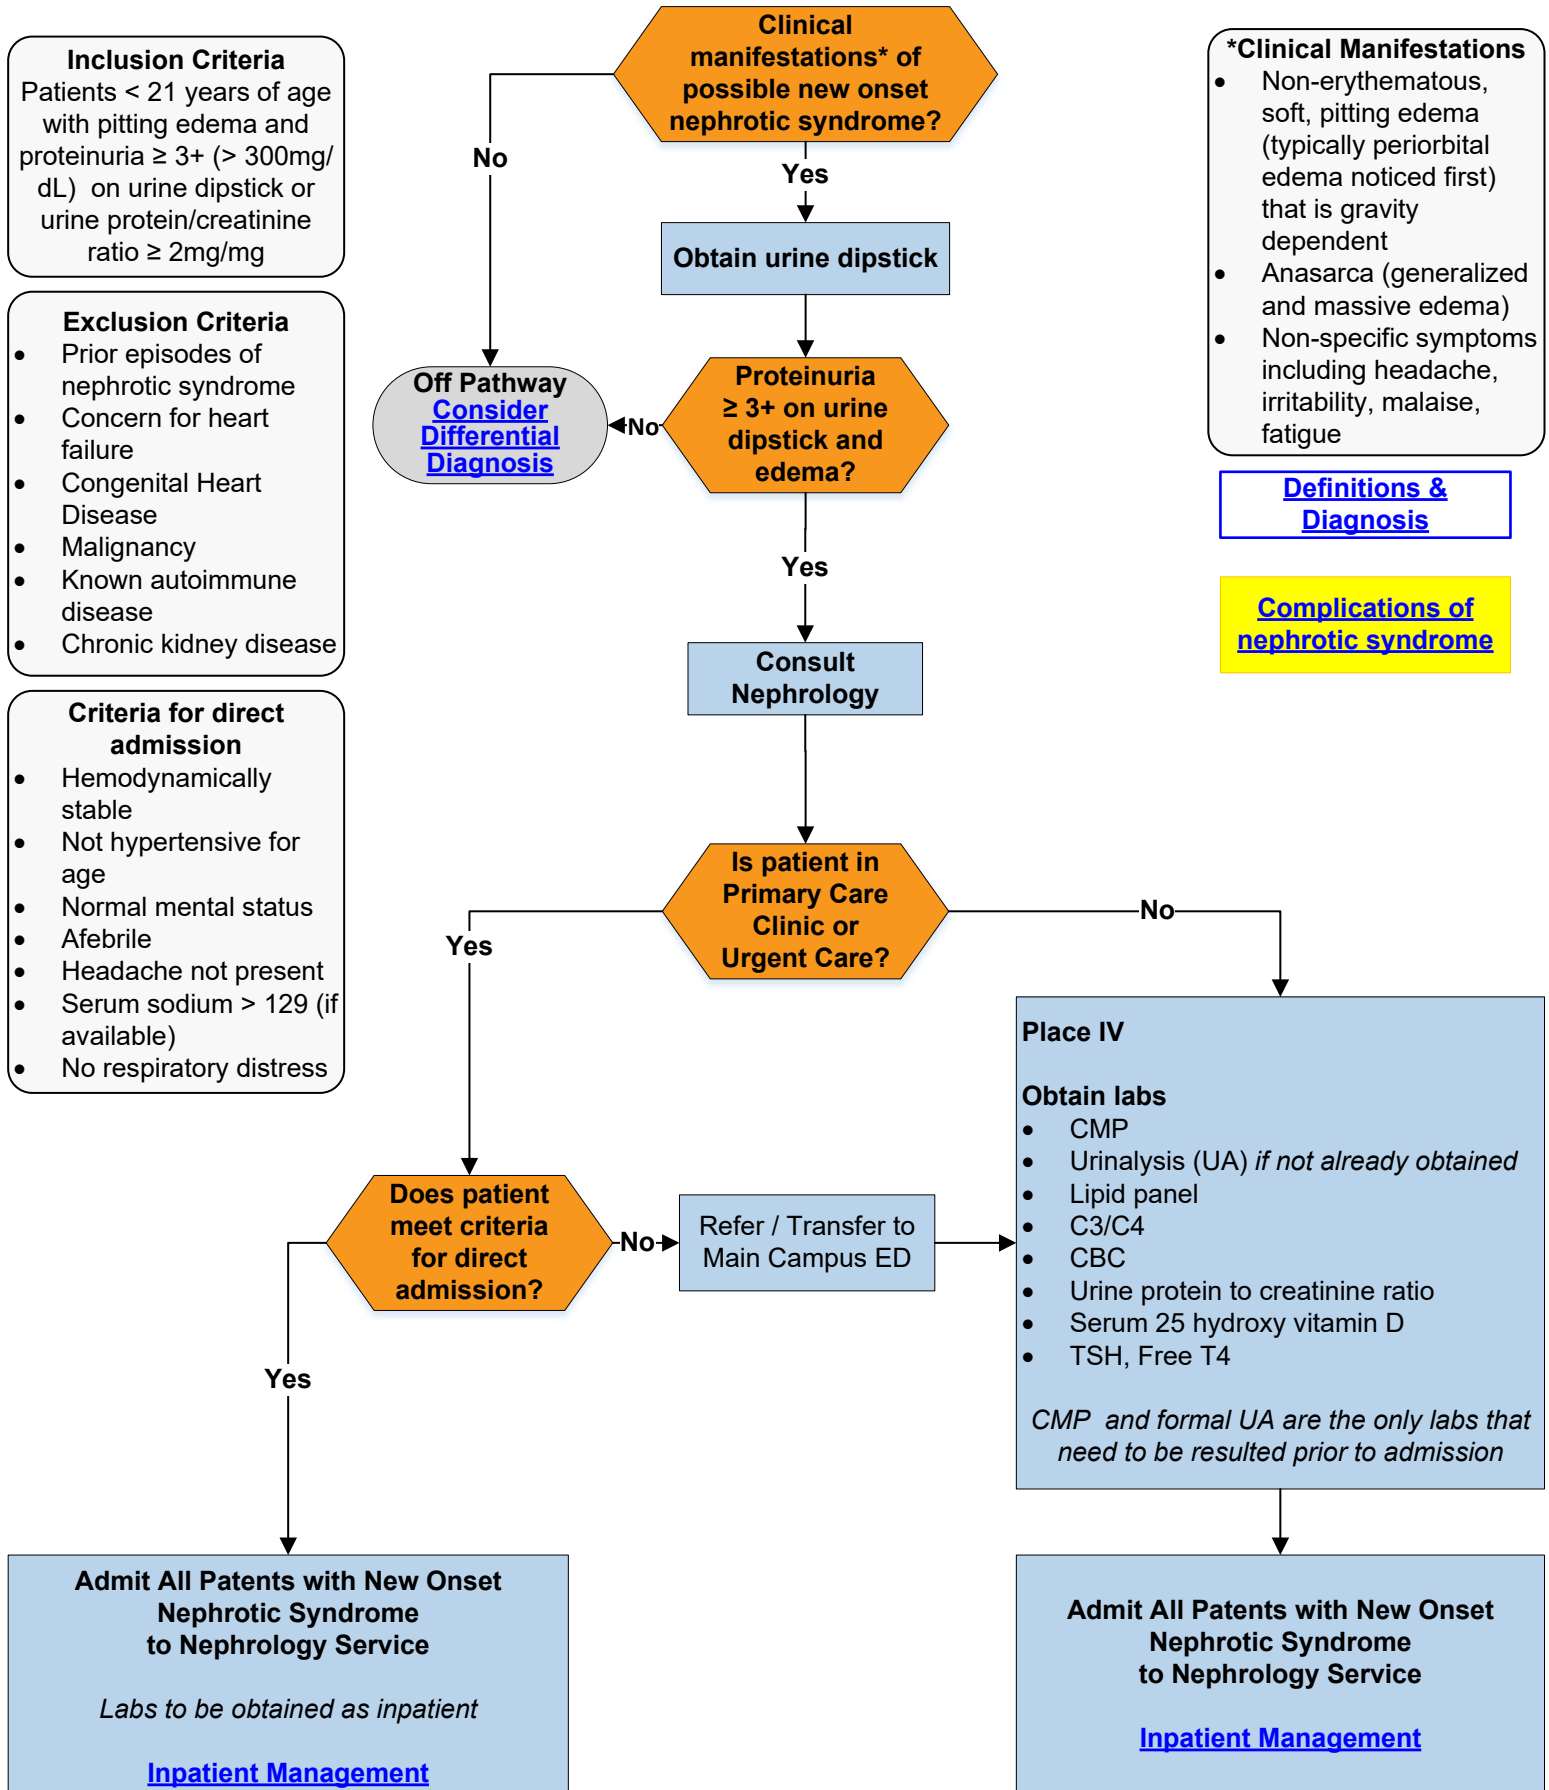 Inclusion Criteria
Patients < 21 years of age
with pitting edema and
proteinuria ≥ 3+ (> 300mg/
dL)  on urine dipstick or
urine protein/creatinine
ratio ≥ 2mg/mg
Exclusion Criteria
• Prior episodes of
nephrotic syndrome
• Concern for heart
failure
• Congenital Heart
Disease
• Malignancy
• Known autoimmune
disease
• Chronic kidney disease
Criteria for direct
admission
• Hemodynamically
stable
• Not hypertensive for
age
• Normal mental status
• Afebrile
• Headache not present
• Serum sodium > 129 (if
available)
• No respiratory distress
Clinical
manifestations* of
possible new onset
nephrotic syndrome?
No
Yes
Obtain urine dipstick
Off Pathway
Consider
Differential
Diagnosis
No
Proteinuria
≥ 3+ on urine
dipstick and
edema?
Yes
Consult
Nephrology
*Clinical Manifestations
• Non-erythematous,
soft, pitting edema
(typically periorbital
edema noticed first)
that is gravity
dependent
• Anasarca (generalized
and massive edema)
• Non-specific symptoms
including headache,
irritability, malaise,
fatigue
Definitions &
Diagnosis
Complications of
nephrotic syndrome
Is patient in
Primary Care
Clinic or
Urgent Care?
Yes
No
Does patient
meet criteria
for direct
admission?
No
Refer / Transfer to
Main Campus ED
Yes
Place IV
Obtain labs
• CMP
• Urinalysis (UA) if not already obtained
• Lipid panel
• C3/C4
• CBC
• Urine protein to creatinine ratio
• Serum 25 hydroxy vitamin D
• TSH, Free T4
CMP  and formal UA are the only labs that
need to be resulted prior to admission
Admit All Patents with New Onset
Nephrotic Syndrome
to Nephrology Service
Labs to be obtained as inpatient
Inpatient Management
Admit All Patents with New Onset
Nephrotic Syndrome
to Nephrology Service
Inpatient Management